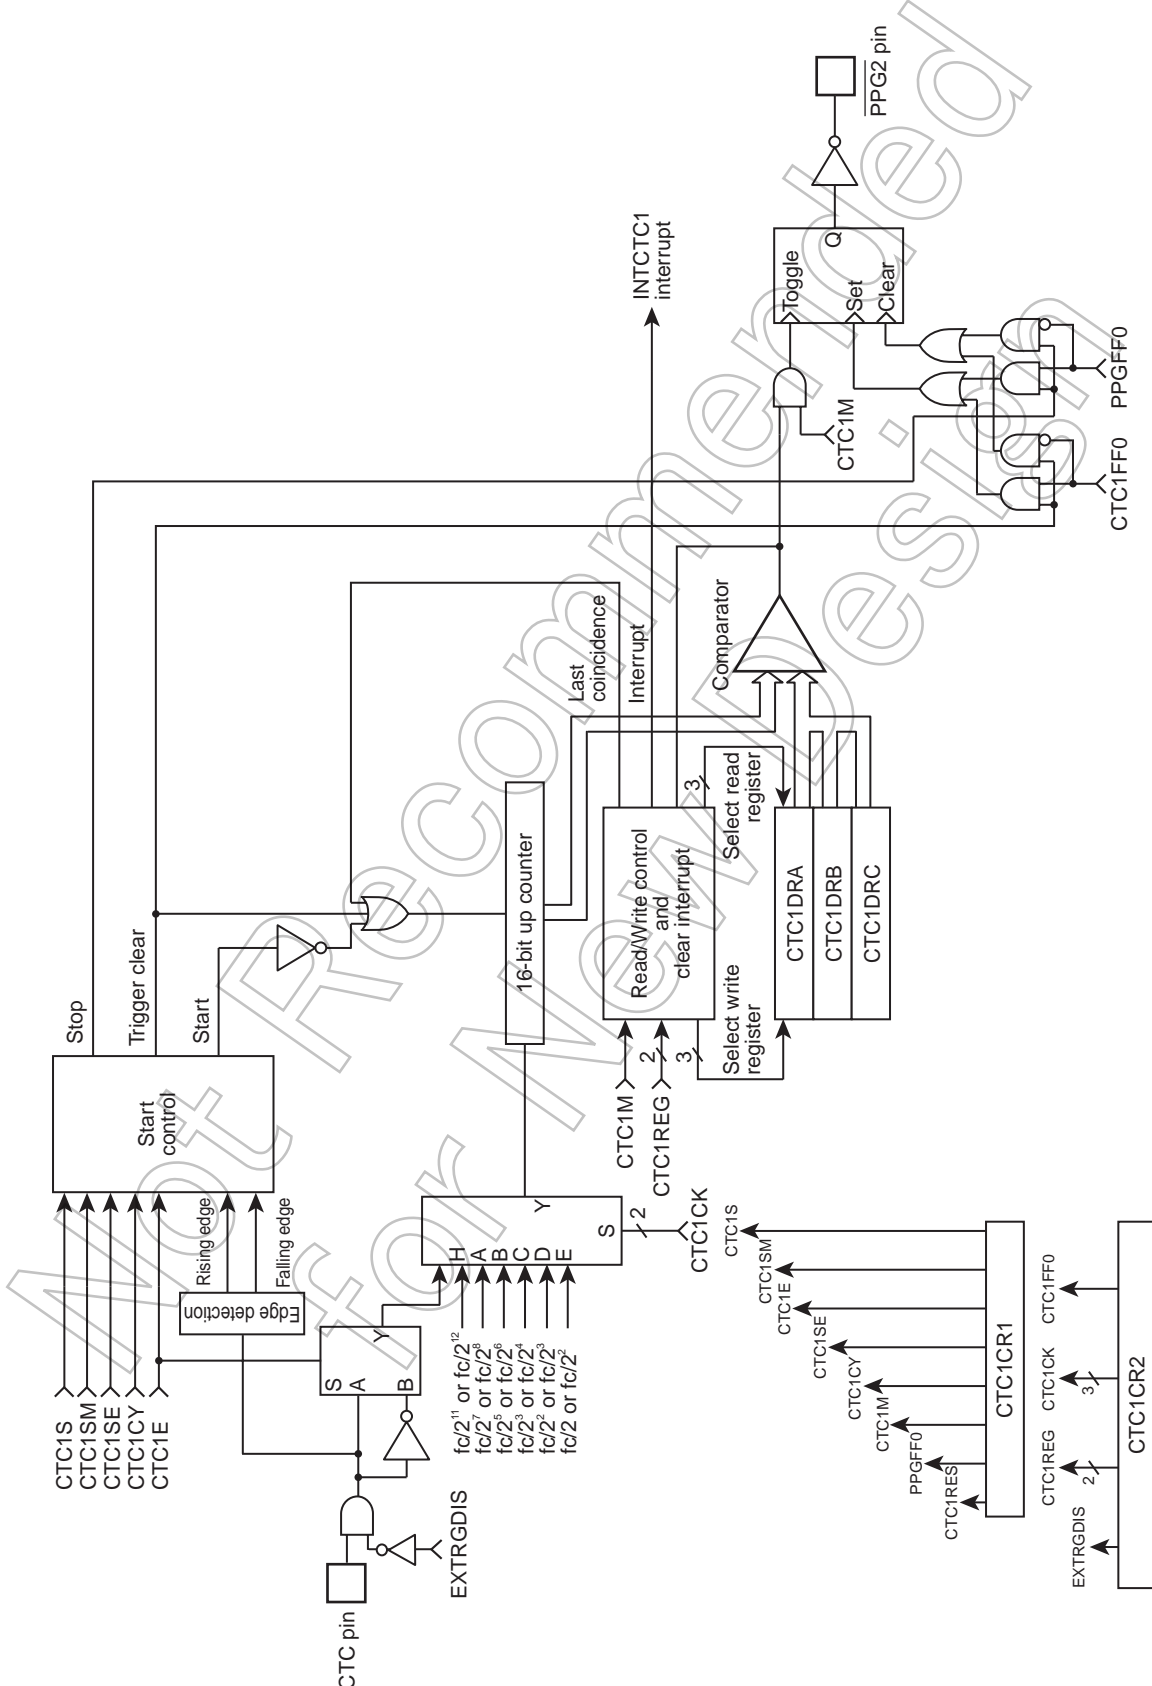 Not Recommended
for New Design
CTC1S
CTC1SM
CTC1SE
CTC1CY
CTC1E
Start
control
Stop
Trigger clear
Start
Rising edge
Falling edge
Edge detection
CTC pin
EXTRGDIS
S
A
B
Y
H
A
B
C
D
E
Y
S
fc/2¹¹ or fc/2¹²
fc/2⁷ or fc/2⁸
fc/2⁵ or fc/2⁶
fc/2³ or fc/2⁴
fc/2² or fc/2³
fc/2 or fc/2²
2
CTC1CK
16-bit up counter
Last
coincidence
Interrupt
INTCTC1
interrupt
CTC1M
CTC1REG
2
3
Read/Write control
and
clear interrupt
3
Select write
register
Select read
register
CTC1DRA
CTC1DRB
CTC1DRC
Comparator
CTC1M
Toggle
Set
Clear
Q
PPG2 pin
CTC1FF0
PPGFF0
CTC1S
CTC1SM
CTC1E
CTC1SE
CTC1CY
CTC1M
PPGFF0
CTC1RES
CTC1CR1
CTC1FF0
CTC1CK
3
CTC1REG
2
EXTRGDIS
CTC1CR2